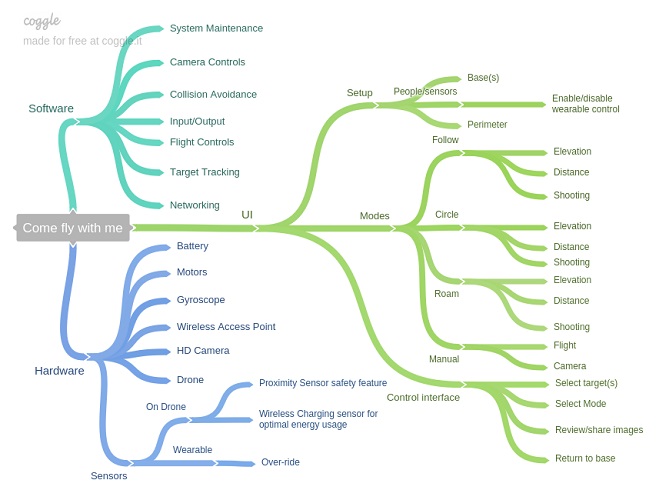 coggle
made for free at coggle.it
Come fly with me
Software
System Maintenance
Camera Controls
Collision Avoidance
Input/Output
Flight Controls
Target Tracking
Networking
Hardware
Battery
Motors
Gyroscope
Wireless Access Point
HD Camera
Drone
Sensors
On Drone
Proximity Sensor safety feature
Wireless Charging sensor for
optimal energy usage
Wearable
Over-ride
UI
Setup
Base(s)
People/sensors
Enable/disable
wearable control
Perimeter
Modes
Follow
Elevation
Distance
Shooting
Circle
Elevation
Distance
Shooting
Roam
Elevation
Distance
Shooting
Manual
Flight
Camera
Control interface
Select target(s)
Select Mode
Review/share images
Return to base